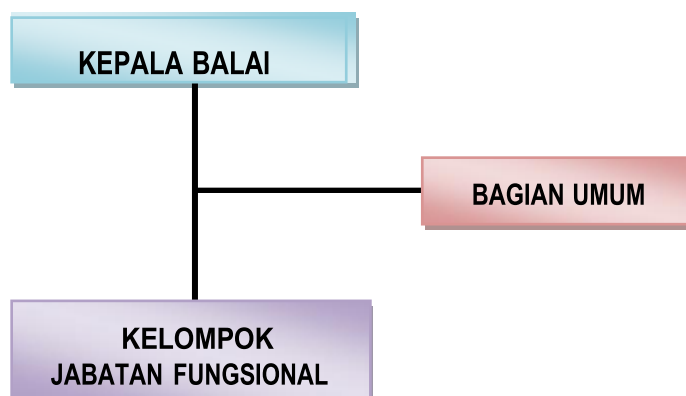 KEPALA BALAI
BAGIAN UMUM
KELOMPOK
JABATAN FUNGSIONAL